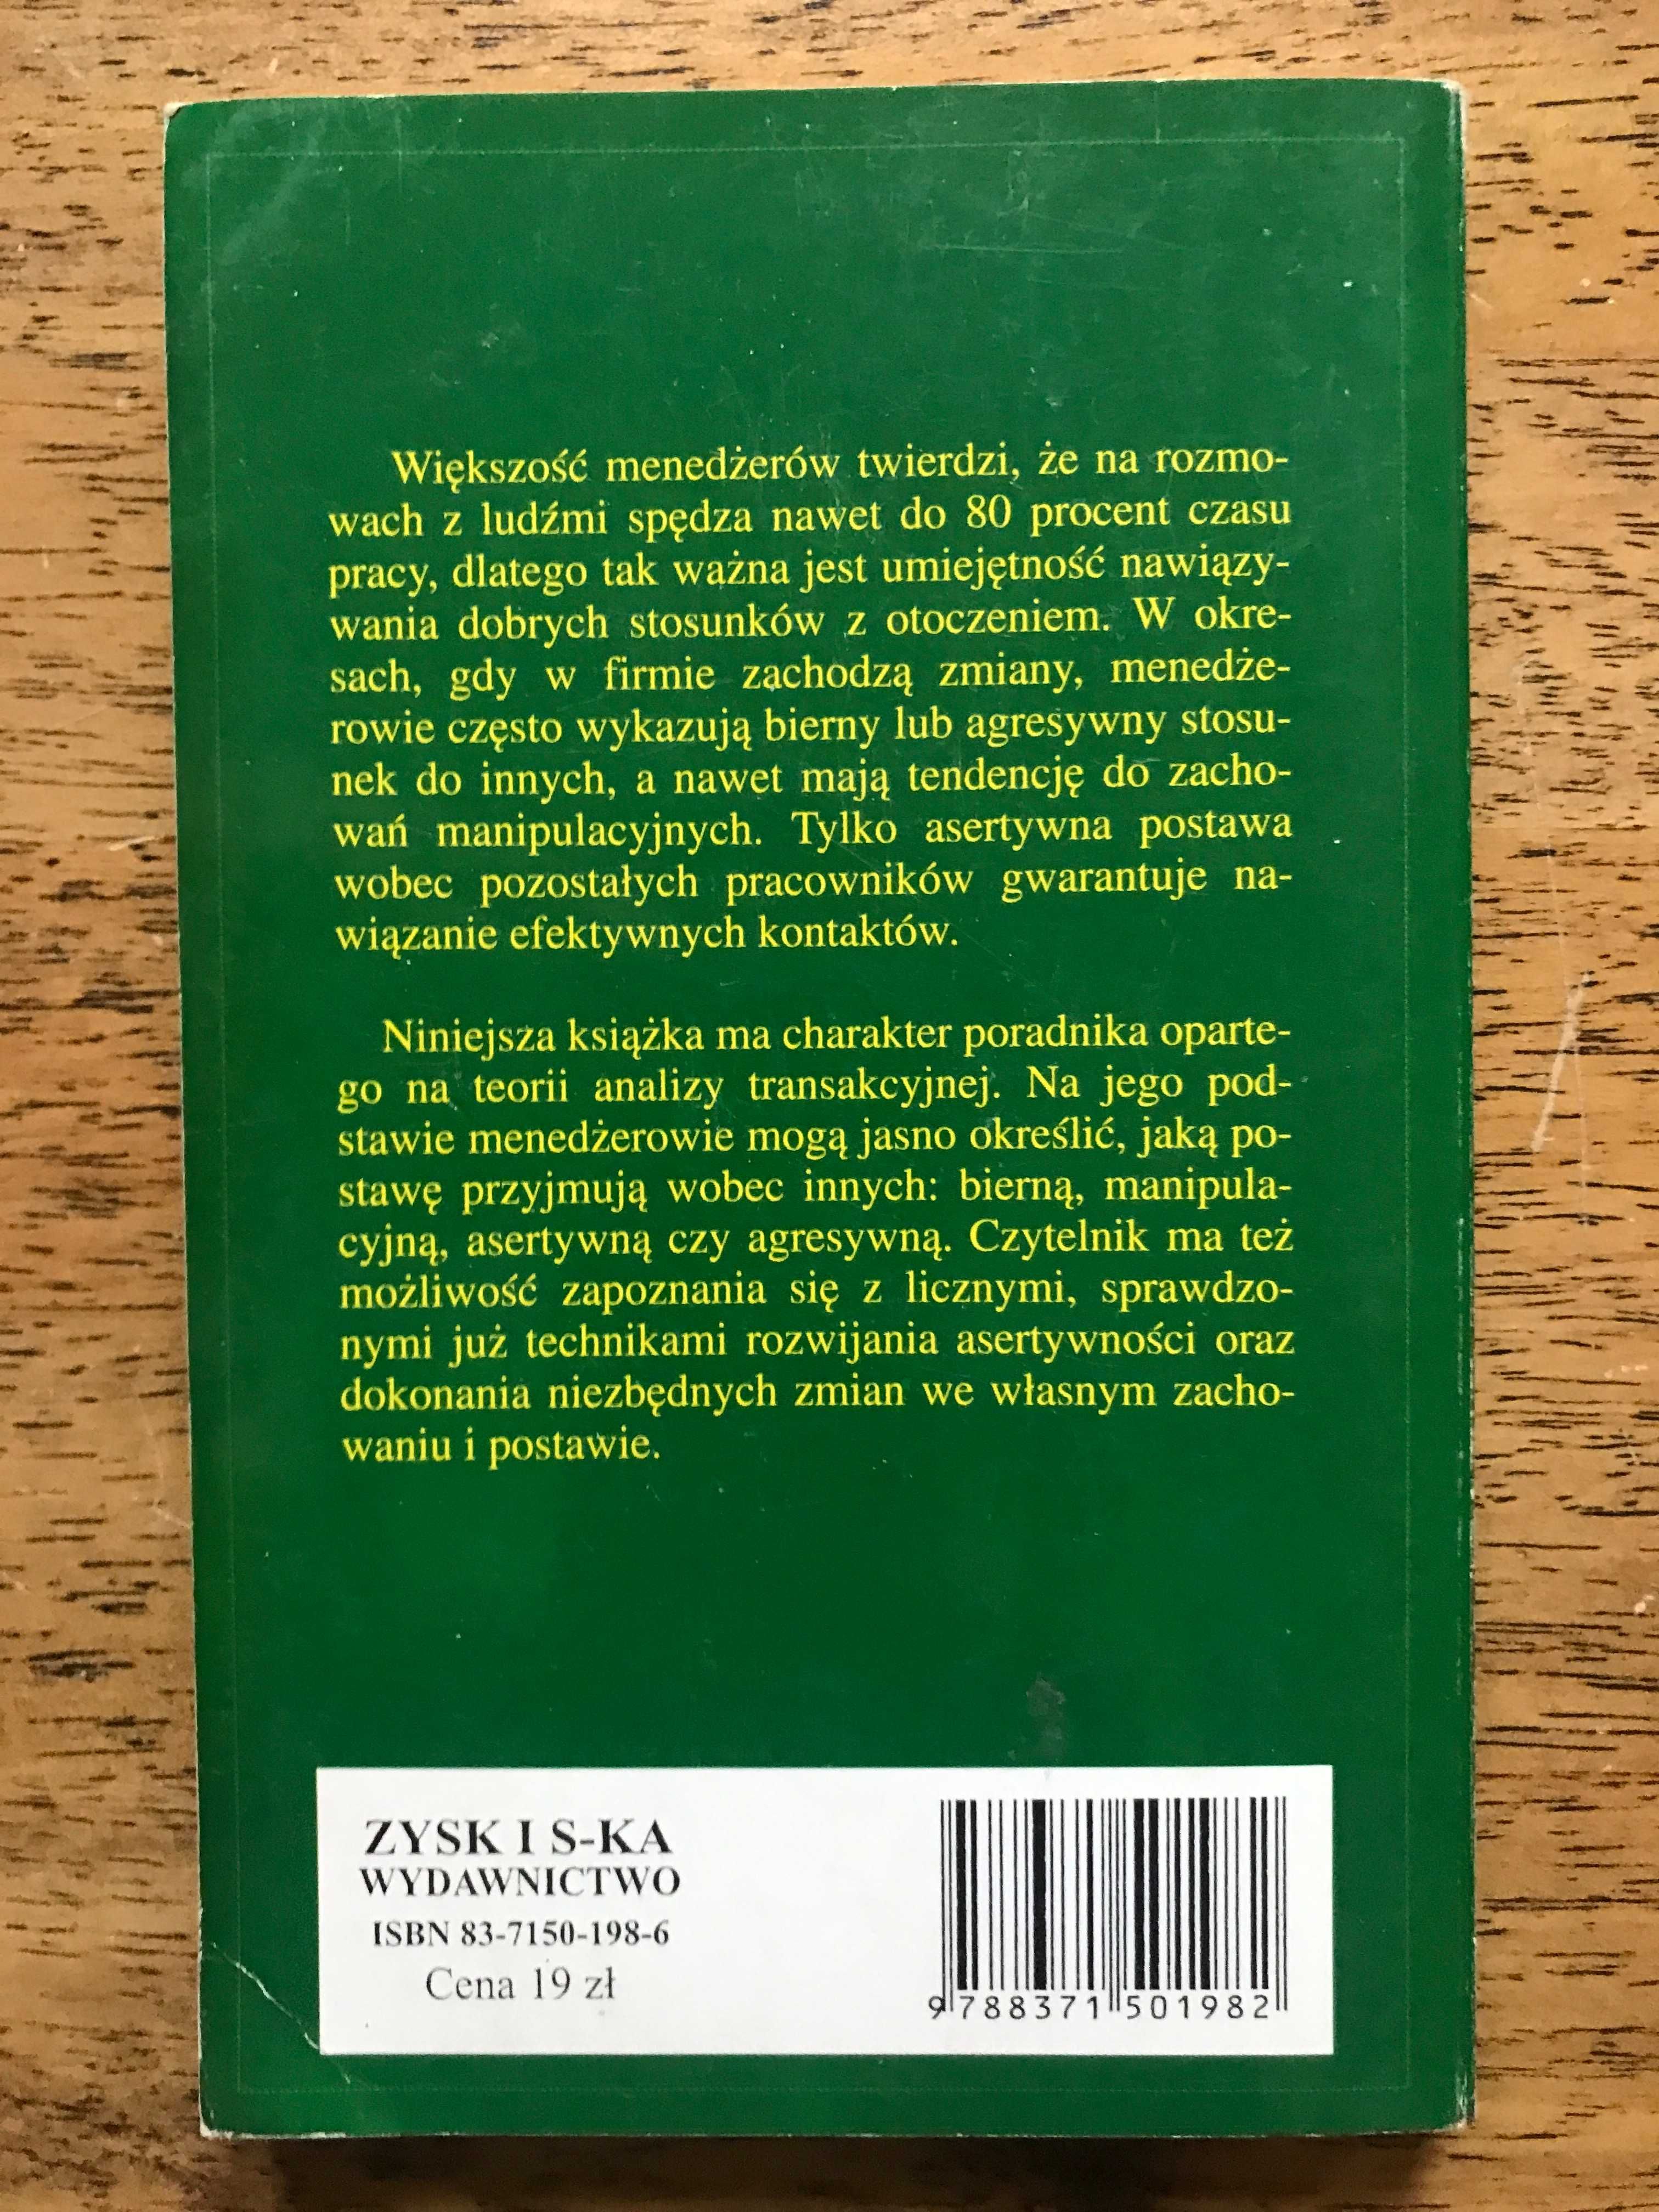 Większość menedżerów twierdzi, że na rozmo-
wach z ludźmi spędza nawet do 80 procent czasu
pracy, dlatego tak ważna jest umiejętność nawiązy-
wania dobrych stosunków z otoczeniem. W okre-
sach, gdy w firmie zachodzą zmiany, menedże-
rowie często wykazują bierny lub agresywny stosu-
nek do innych, a nawet mają tendencję do zacho-
wań manipulacyjnych. Tylko asertywna postawa
wobec pozostałych pracowników gwarantuje na-
wiązanie efektywnych kontaktów.
Niniejsza książka ma charakter poradnika oparte-
go na teorii analizy transakcyjnej. Na jego pod-
stawie menedżerowie mogą jasno określić, jaką po-
stawę przyjmują wobec innych: bierną, manipula-
cyjną, asertywną czy agresywną. Czytelnik ma też
możliwość zapoznania się z licznymi, sprawdzo-
nymi już technikami rozwijania asertywności oraz
dokonania niezbędnych zmian we własnym zacho-
waniu i postawie.
ZYSK I S-KA
WYDAWNICTWO
ISBN 83-7150-198-6
Cena 19 zł
9 788371 501982